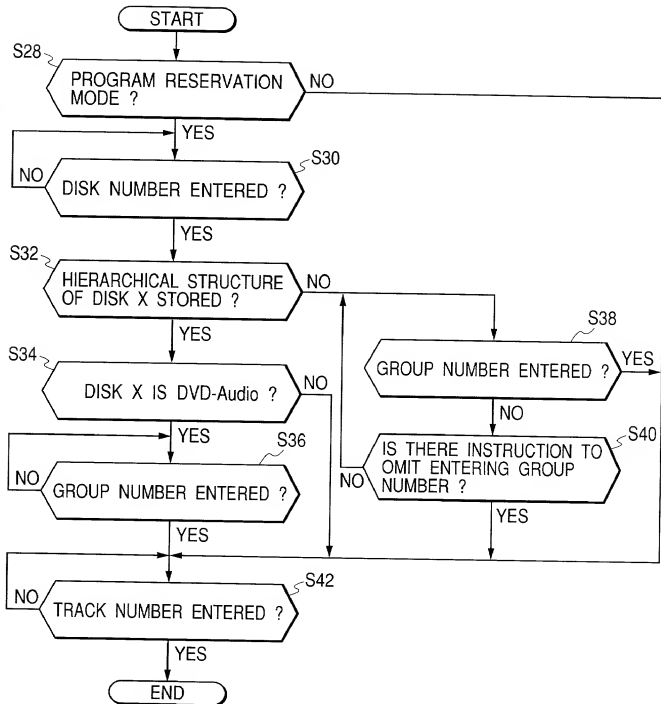 START
S28
PROGRAM RESERVATION
MODE ?
NO
YES
S30
NO
DISK NUMBER ENTERED ?
YES
S32
HIERARCHICAL STRUCTURE
OF DISK X STORED ?
NO
YES
S38
GROUP NUMBER ENTERED ?
YES
NO
S34
DISK X IS DVD-Audio ?
NO
YES
S40
IS THERE INSTRUCTION TO
OMIT ENTERING GROUP
NUMBER ?
NO
YES
S36
NO
GROUP NUMBER ENTERED ?
YES
S42
NO
TRACK NUMBER ENTERED ?
YES
END